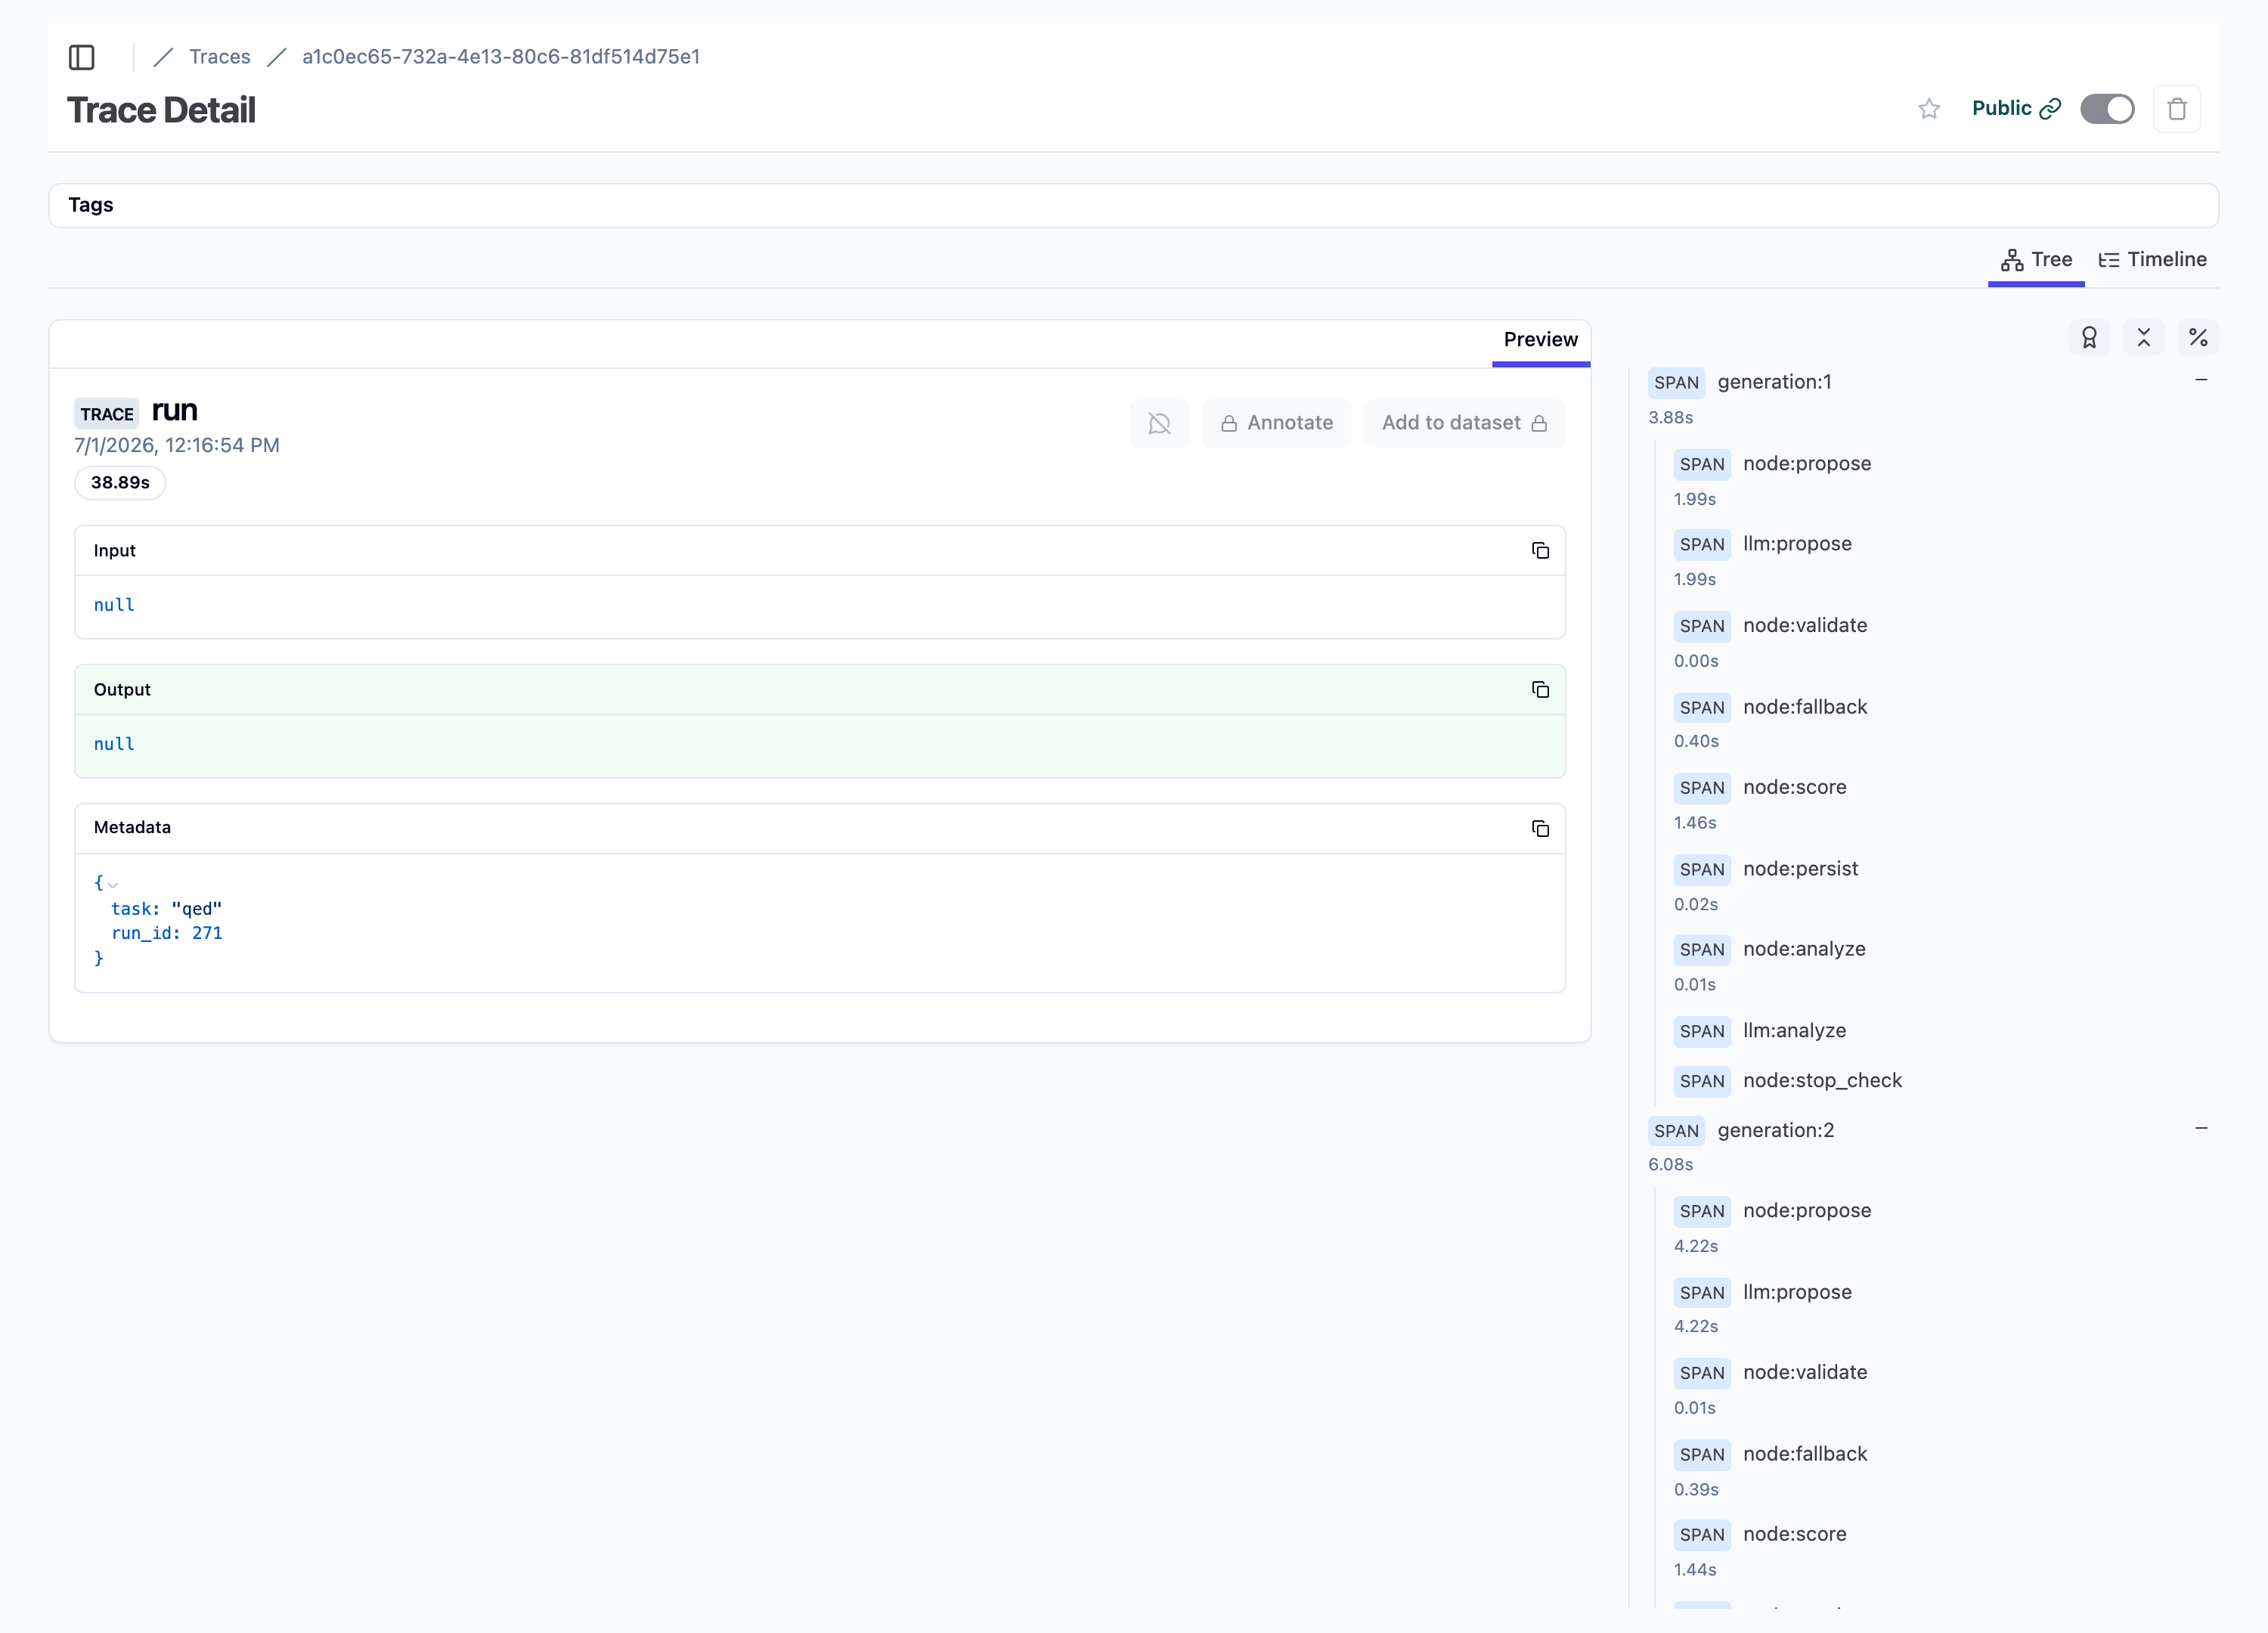 Traces
a1c0ec65-732a-4e13-80c6-81df514d75e1
Trace Detail
Public
Tags
Tree
Timeline
Preview
TRACE run
7/1/2026, 12:16:54 PM
38.89s
Annotate
Add to dataset
Input
null
Output
null
Metadata
{
task: "qed"
run_id: 271
}
SPAN generation:1
3.88s
SPAN node:propose
1.99s
SPAN llm:propose
1.99s
SPAN node:validate
0.00s
SPAN node:fallback
0.40s
SPAN node:score
1.46s
SPAN node:persist
0.02s
SPAN node:analyze
0.01s
SPAN llm:analyze
SPAN node:stop_check
SPAN generation:2
6.08s
SPAN node:propose
4.22s
SPAN llm:propose
4.22s
SPAN node:validate
0.01s
SPAN node:fallback
0.39s
SPAN node:score
1.44s